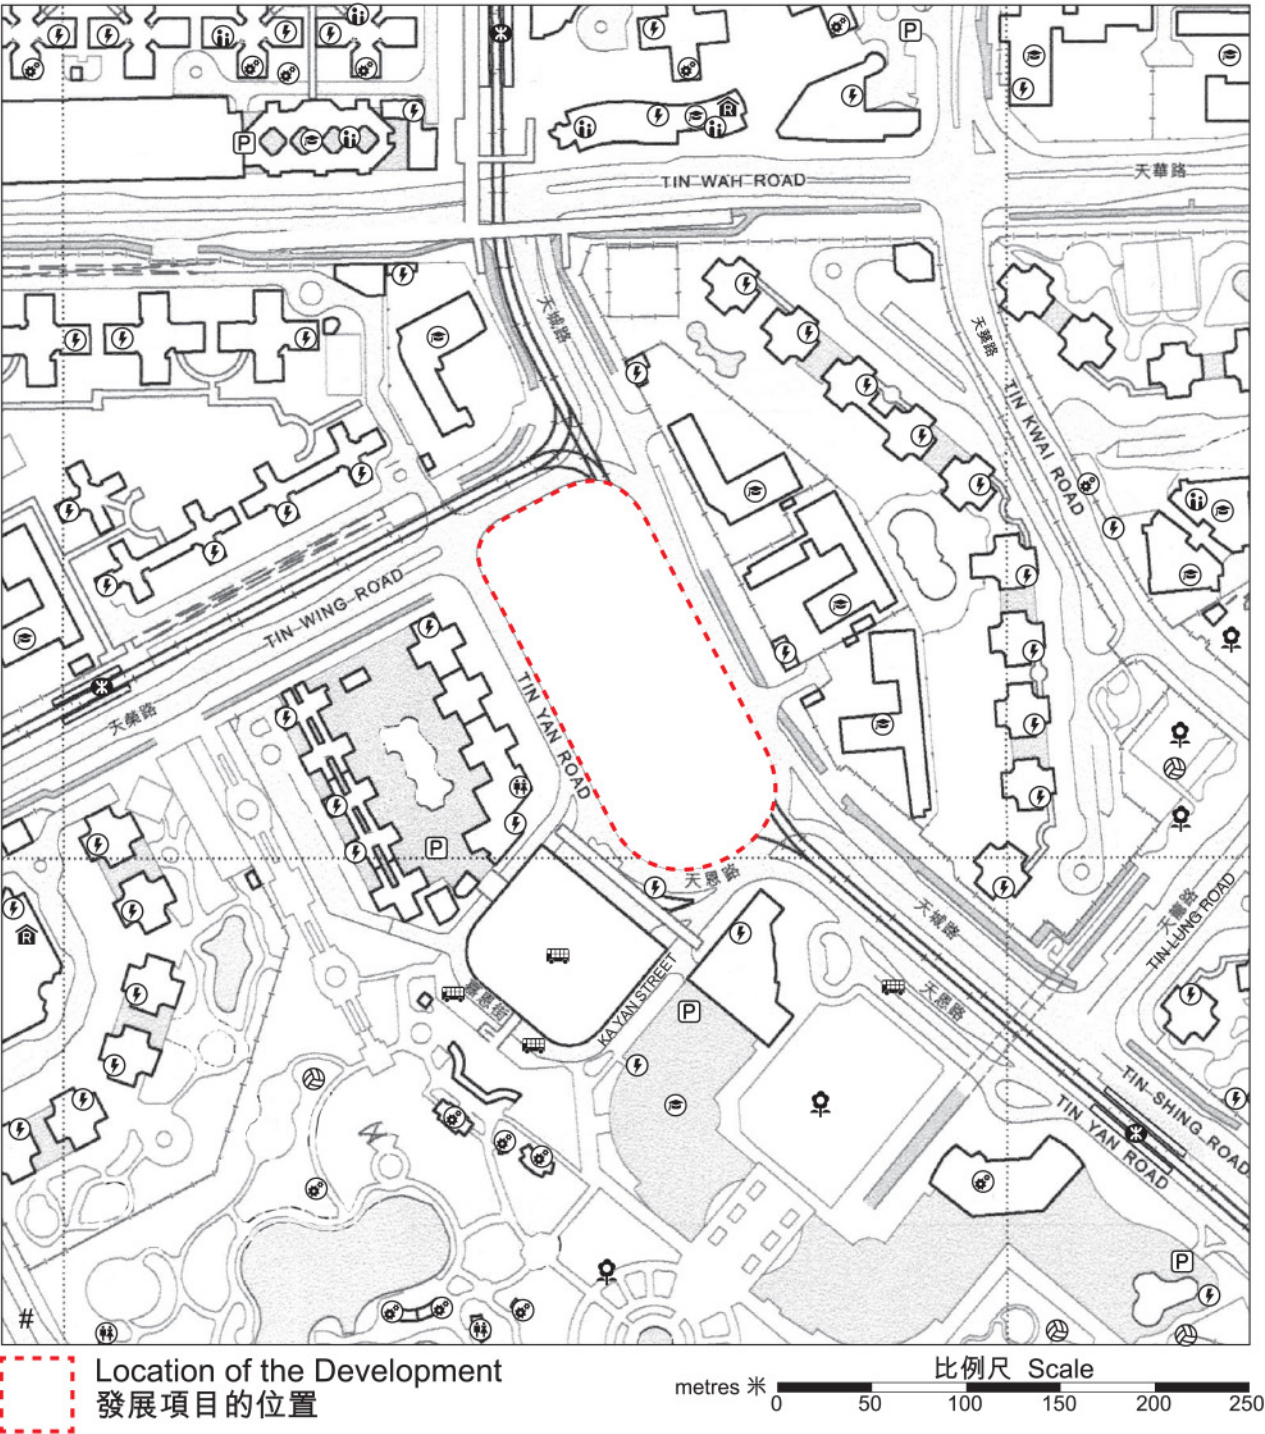 TIN WAH ROAD
天華路
天城路
天葵路
TIN KWAI ROAD
TIN WING ROAD
天榮路
TIN YAN ROAD
天恩路
天城路
天恩路
天龍路
TIN LUNG ROAD
嘉恩街
KA YAN STREET
TIN SHING ROAD
TIN YAN ROAD
P
P
P
P
P
R
R
#
Location of the Development
發展項目的位置
比例尺 Scale
metres 米
0 50 100 150 200 250